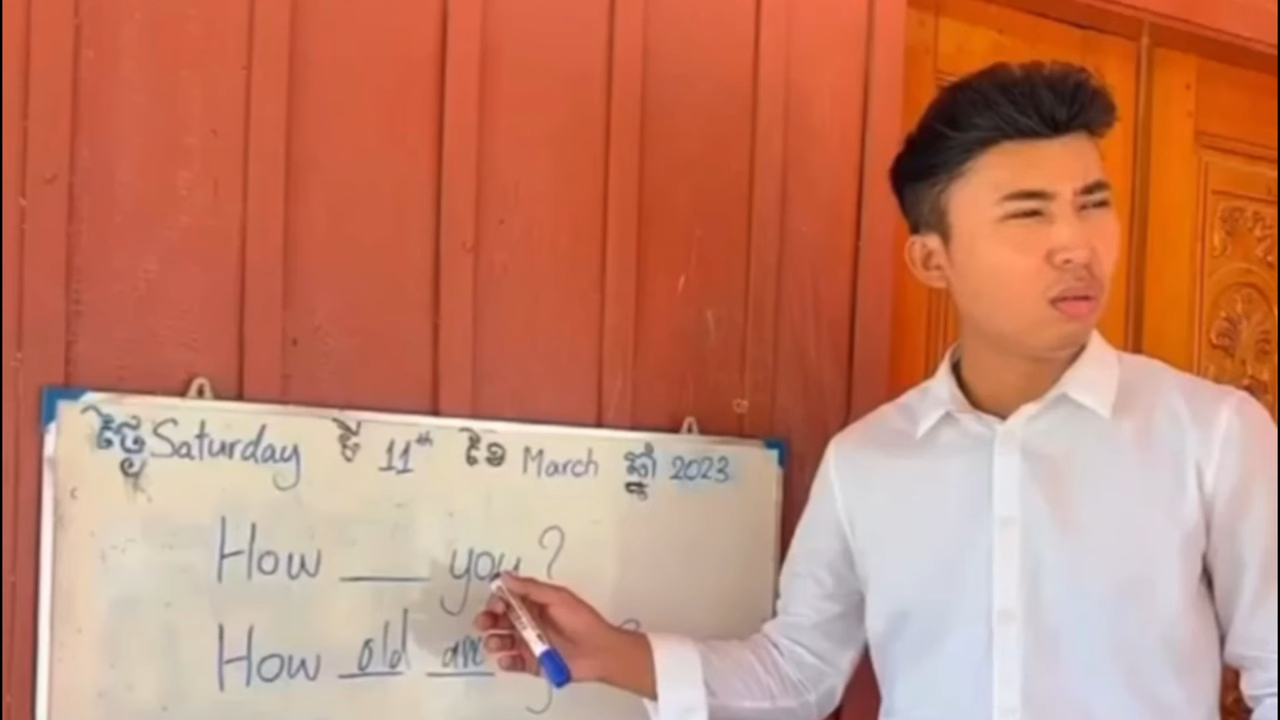 ថ្ងៃ Saturday ទី 11th ខែ March ឆ្នាំ 2023
How ___ you?
How old are